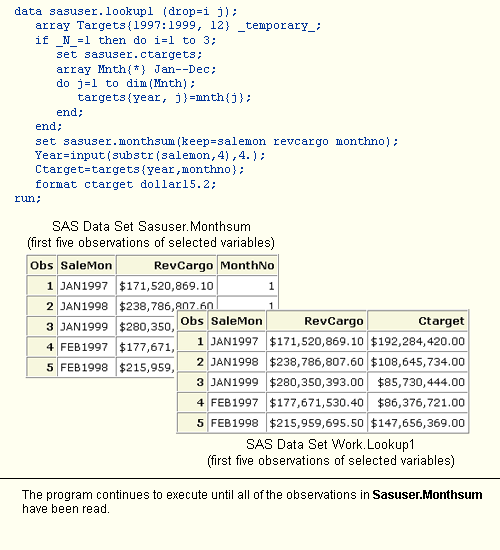 data sasuser.lookup1 (drop=i j);
array Targets{1997:1999, 12} _temporary_;
if _N_=1 then do i=1 to 3;
set sasuser.ctargets;
array Mnth{*} Jan--Dec;
do j=1 to dim(Mnth);
targets{year, j}=mnth{j};
end;
end;
set sasuser.monthsum(keep=salemon revcargo monthno);
Year=input(substr(salemon,4),4.);
Ctarget=targets{year,monthno};
format ctarget dollar15.2;
run;
SAS Data Set Sasuser.Monthsum
(first five observations of selected variables)
Obs SaleMon RevCargo MonthNo
1 JAN1997 $171,520,869.10 1
2 JAN1998 $238,786,807.60 1
3 JAN1999 $280,350,
4 FEB1997 $177,671,
5 FEB1998 $215,959,
Obs SaleMon RevCargo Ctarget
1 JAN1997 $171,520,869.10 $192,284,420.00
2 JAN1998 $238,786,807.60 $108,645,734.00
3 JAN1999 $280,350,393.00 $85,730,444.00
4 FEB1997 $177,671,530.40 $86,376,721.00
5 FEB1998 $215,959,695.50 $147,656,369.00
SAS Data Set Work.Lookup1
(first five observations of selected variables)
The program continues to execute until all of the observations in Sasuser.Monthsum
have been read.